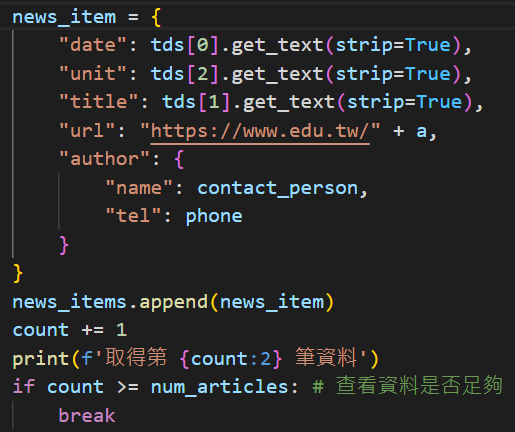 news_item = {
    "date": tds[0].get_text(strip=True),
    "unit": tds[2].get_text(strip=True),
    "title": tds[1].get_text(strip=True),
    "url": "https://www.edu.tw/" + a,
    "author": {
        "name": contact_person,
        "tel": phone
    }
}
news_items.append(news_item)
count += 1
print(f'取得第 {count:2} 筆資料')
if count >= num_articles: # 查看資料是否足夠
    break